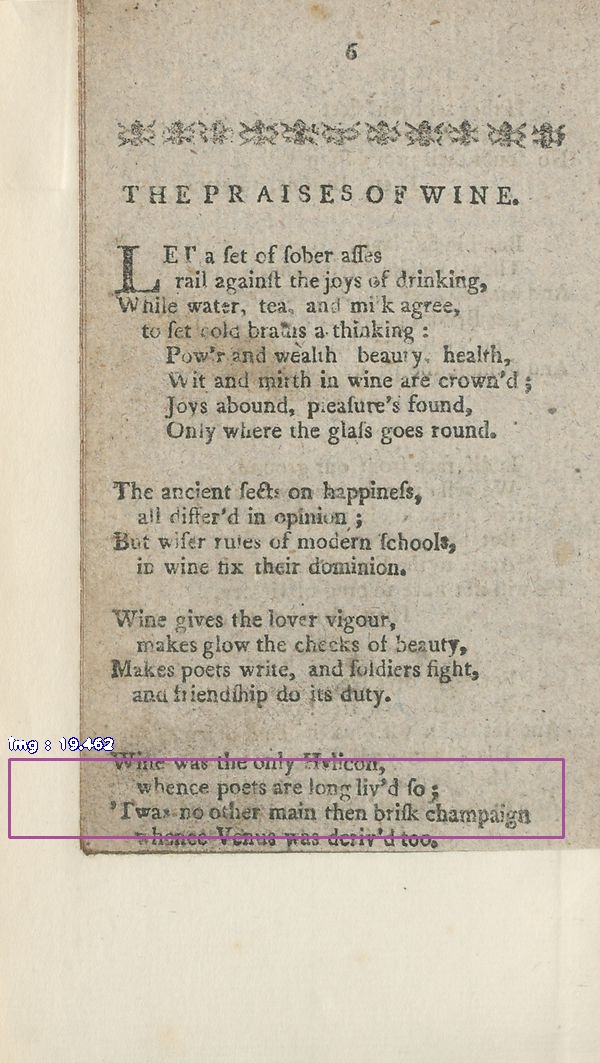 6
THE PRAISES OF WINE.
LET a ſet of ſober aſſes
rail againſt the joys of drinking,
While water, tea, and milk agree,
to ſet cold brains a-thinking :
Pow'r and wealth beauty, health,
Wit and mirth in wine are crown'd ;
Joys abound, pleaſure's found,
Only where the glaſs goes round.
The ancient ſects on happineſs,
all differ'd in opinion ;
But wiſer rules of modern ſchools,
in wine fix their dominion.
Wine gives the lover vigour,
makes glow the cheeks of beauty,
Makes poets write, and ſoldiers fight,
and friendſhip do its duty.
img : 19.462
Wine was the only Helicon,
whence poets are long liv'd ſo ;
'Twas no other main then briſk champaign
whence Venus was deriv'd too.